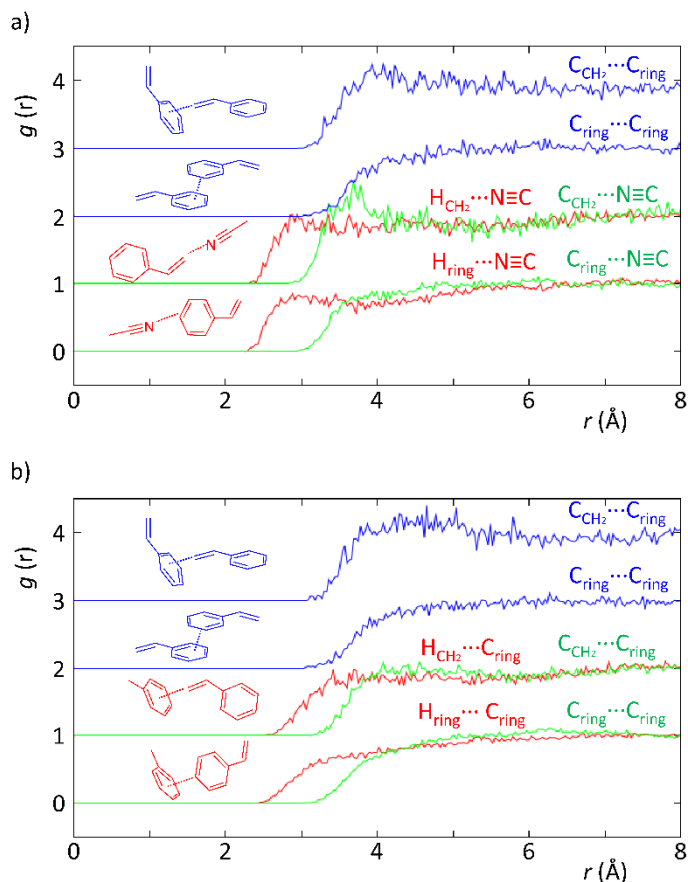 a)
g (r)
4
3
2
1
0
C_CH₂···C_ring
C_ring···C_ring
H_CH₂···N≡C
C_CH₂···N≡C
H_ring···N≡C
C_ring···N≡C
N
N
0
2
4
6
8
r (Å)
b)
g (r)
4
3
2
1
0
C_CH₂···C_ring
C_ring···C_ring
H_CH₂···C_ring
C_CH₂···C_ring
H_ring··· C_ring
C_ring···C_ring
0
2
4
6
8
r (Å)